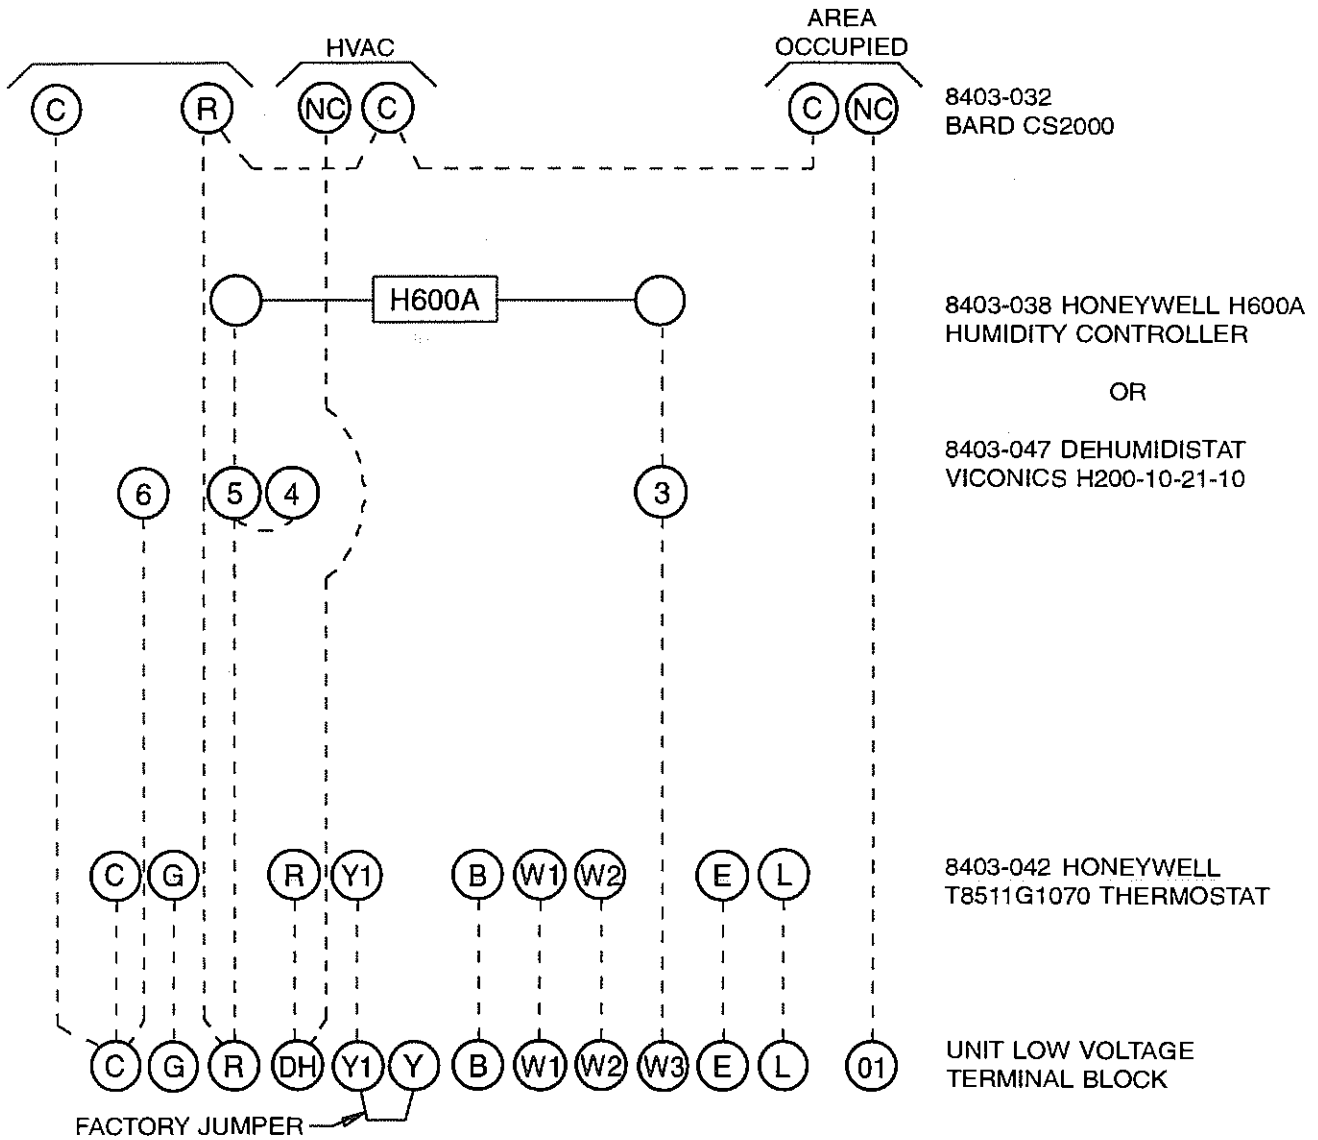 HVAC
AREA
OCCUPIED
C R NC C C NC
8403-032
BARD CS2000
H600A
8403-038 HONEYWELL H600A
HUMIDITY CONTROLLER
OR
8403-047 DEHUMIDISTAT
VICONICS H200-10-21-10
6 5 4 3
C G R Y1 B W1 W2 E L
8403-042 HONEYWELL
T8511G1070 THERMOSTAT
C G R DH Y1 Y B W1 W2 W3 E L 01
UNIT LOW VOLTAGE
TERMINAL BLOCK
FACTORY JUMPER